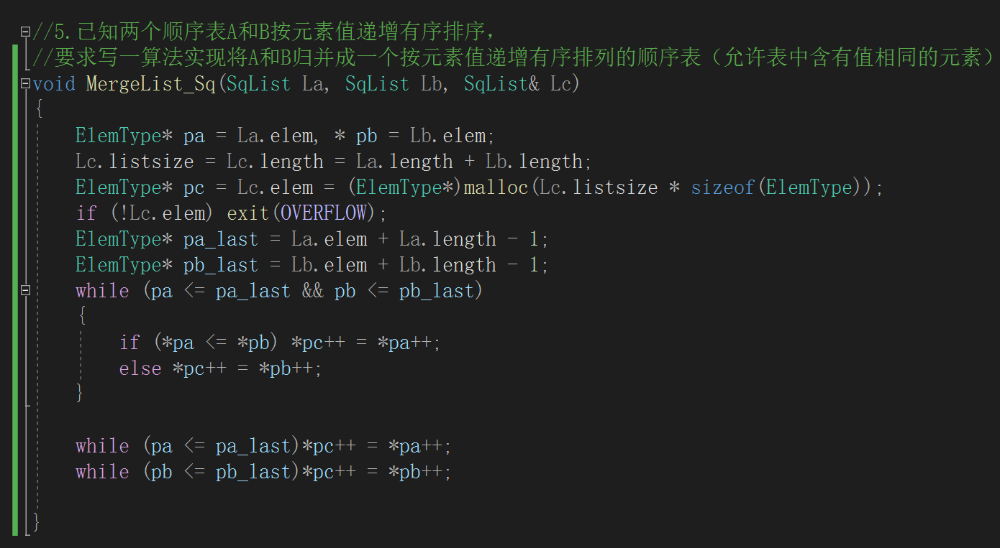 //5.已知两个顺序表A和B按元素值递增有序排序，
//要求写一算法实现将A和B归并成一个按元素值递增有序排列的顺序表（允许表中含有值相同的元素）
void MergeList_Sq(SqList La, SqList Lb, SqList& Lc)
{
ElemType* pa = La.elem, * pb = Lb.elem;
Lc.listsize = Lc.length = La.length + Lb.length;
ElemType* pc = Lc.elem = (ElemType*)malloc(Lc.listsize * sizeof(ElemType));
if (!Lc.elem) exit(OVERFLOW);
ElemType* pa_last = La.elem + La.length - 1;
ElemType* pb_last = Lb.elem + Lb.length - 1;
while (pa <= pa_last && pb <= pb_last)
{
if (*pa <= *pb) *pc++ = *pa++;
else *pc++ = *pb++;
}
while (pa <= pa_last)*pc++ = *pa++;
while (pb <= pb_last)*pc++ = *pb++;
}